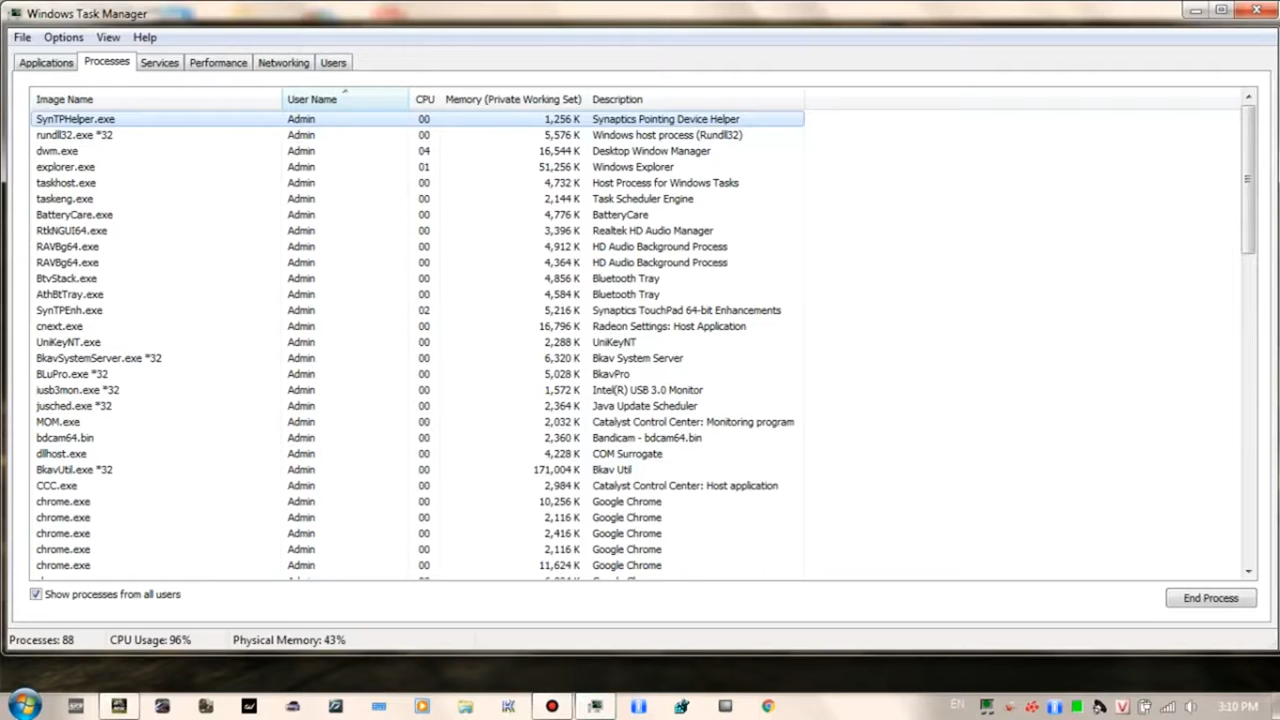 Windows Task Manager
File Options View Help
Applications Processes Services Performance Networking Users
Image Name User Name CPU Memory (Private Working Set) Description
SynTPHelper.exe Admin 00 1,256 K Synaptics Pointing Device Helper
rundll32.exe *32 Admin 00 5,576 K Windows host process (Rundll32)
dwm.exe Admin 04 16,544 K Desktop Window Manager
explorer.exe Admin 01 51,256 K Windows Explorer
taskhost.exe Admin 00 4,732 K Host Process for Windows Tasks
taskeng.exe Admin 00 2,144 K Task Scheduler Engine
BatteryCare.exe Admin 00 4,776 K BatteryCare
RtkNGUI64.exe Admin 00 3,396 K Realtek HD Audio Manager
RAVBg64.exe Admin 00 4,912 K HD Audio Background Process
RAVBg64.exe Admin 00 4,364 K HD Audio Background Process
BtvStack.exe Admin 00 4,856 K Bluetooth Tray
AthBtTray.exe Admin 00 4,584 K Bluetooth Tray
SynTPEnh.exe Admin 02 5,216 K Synaptics TouchPad 64-bit Enhancements
cnext.exe Admin 00 16,796 K Radeon Settings: Host Application
UniKeyNT.exe Admin 00 2,288 K UniKeyNT
BkavSystemServer.exe *32 Admin 00 6,320 K Bkav System Server
BLuPro.exe *32 Admin 00 5,028 K BkavPro
iusb3mon.exe *32 Admin 00 1,572 K Intel(R) USB 3.0 Monitor
jusched.exe *32 Admin 00 2,364 K Java Update Scheduler
MOM.exe Admin 00 2,032 K Catalyst Control Center: Monitoring program
bdcam64.bin Admin 00 2,360 K Bandicam - bdcam64.bin
dllhost.exe Admin 00 4,228 K COM Surrogate
BkavUtil.exe *32 Admin 00 171,004 K Bkav Util
CCC.exe Admin 00 2,984 K Catalyst Control Center: Host application
chrome.exe Admin 00 10,256 K Google Chrome
chrome.exe Admin 00 2,116 K Google Chrome
chrome.exe Admin 00 2,416 K Google Chrome
chrome.exe Admin 00 2,116 K Google Chrome
chrome.exe Admin 00 11,624 K Google Chrome
Show processes from all users End Process
Processes: 88 CPU Usage: 96% Physical Memory: 43%
EN V 3:10 PM